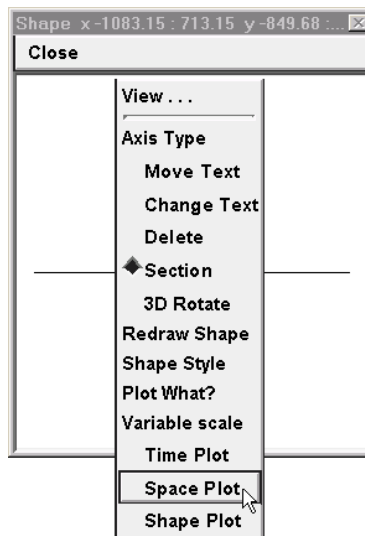 Shape x -1083.15 : 713.15 y -849.68 :...
Close
View . . .
Axis Type
Move Text
Change Text
Delete
Section
3D Rotate
Redraw Shape
Shape Style
Plot What?
Variable scale
Time Plot
Space Plot
Shape Plot